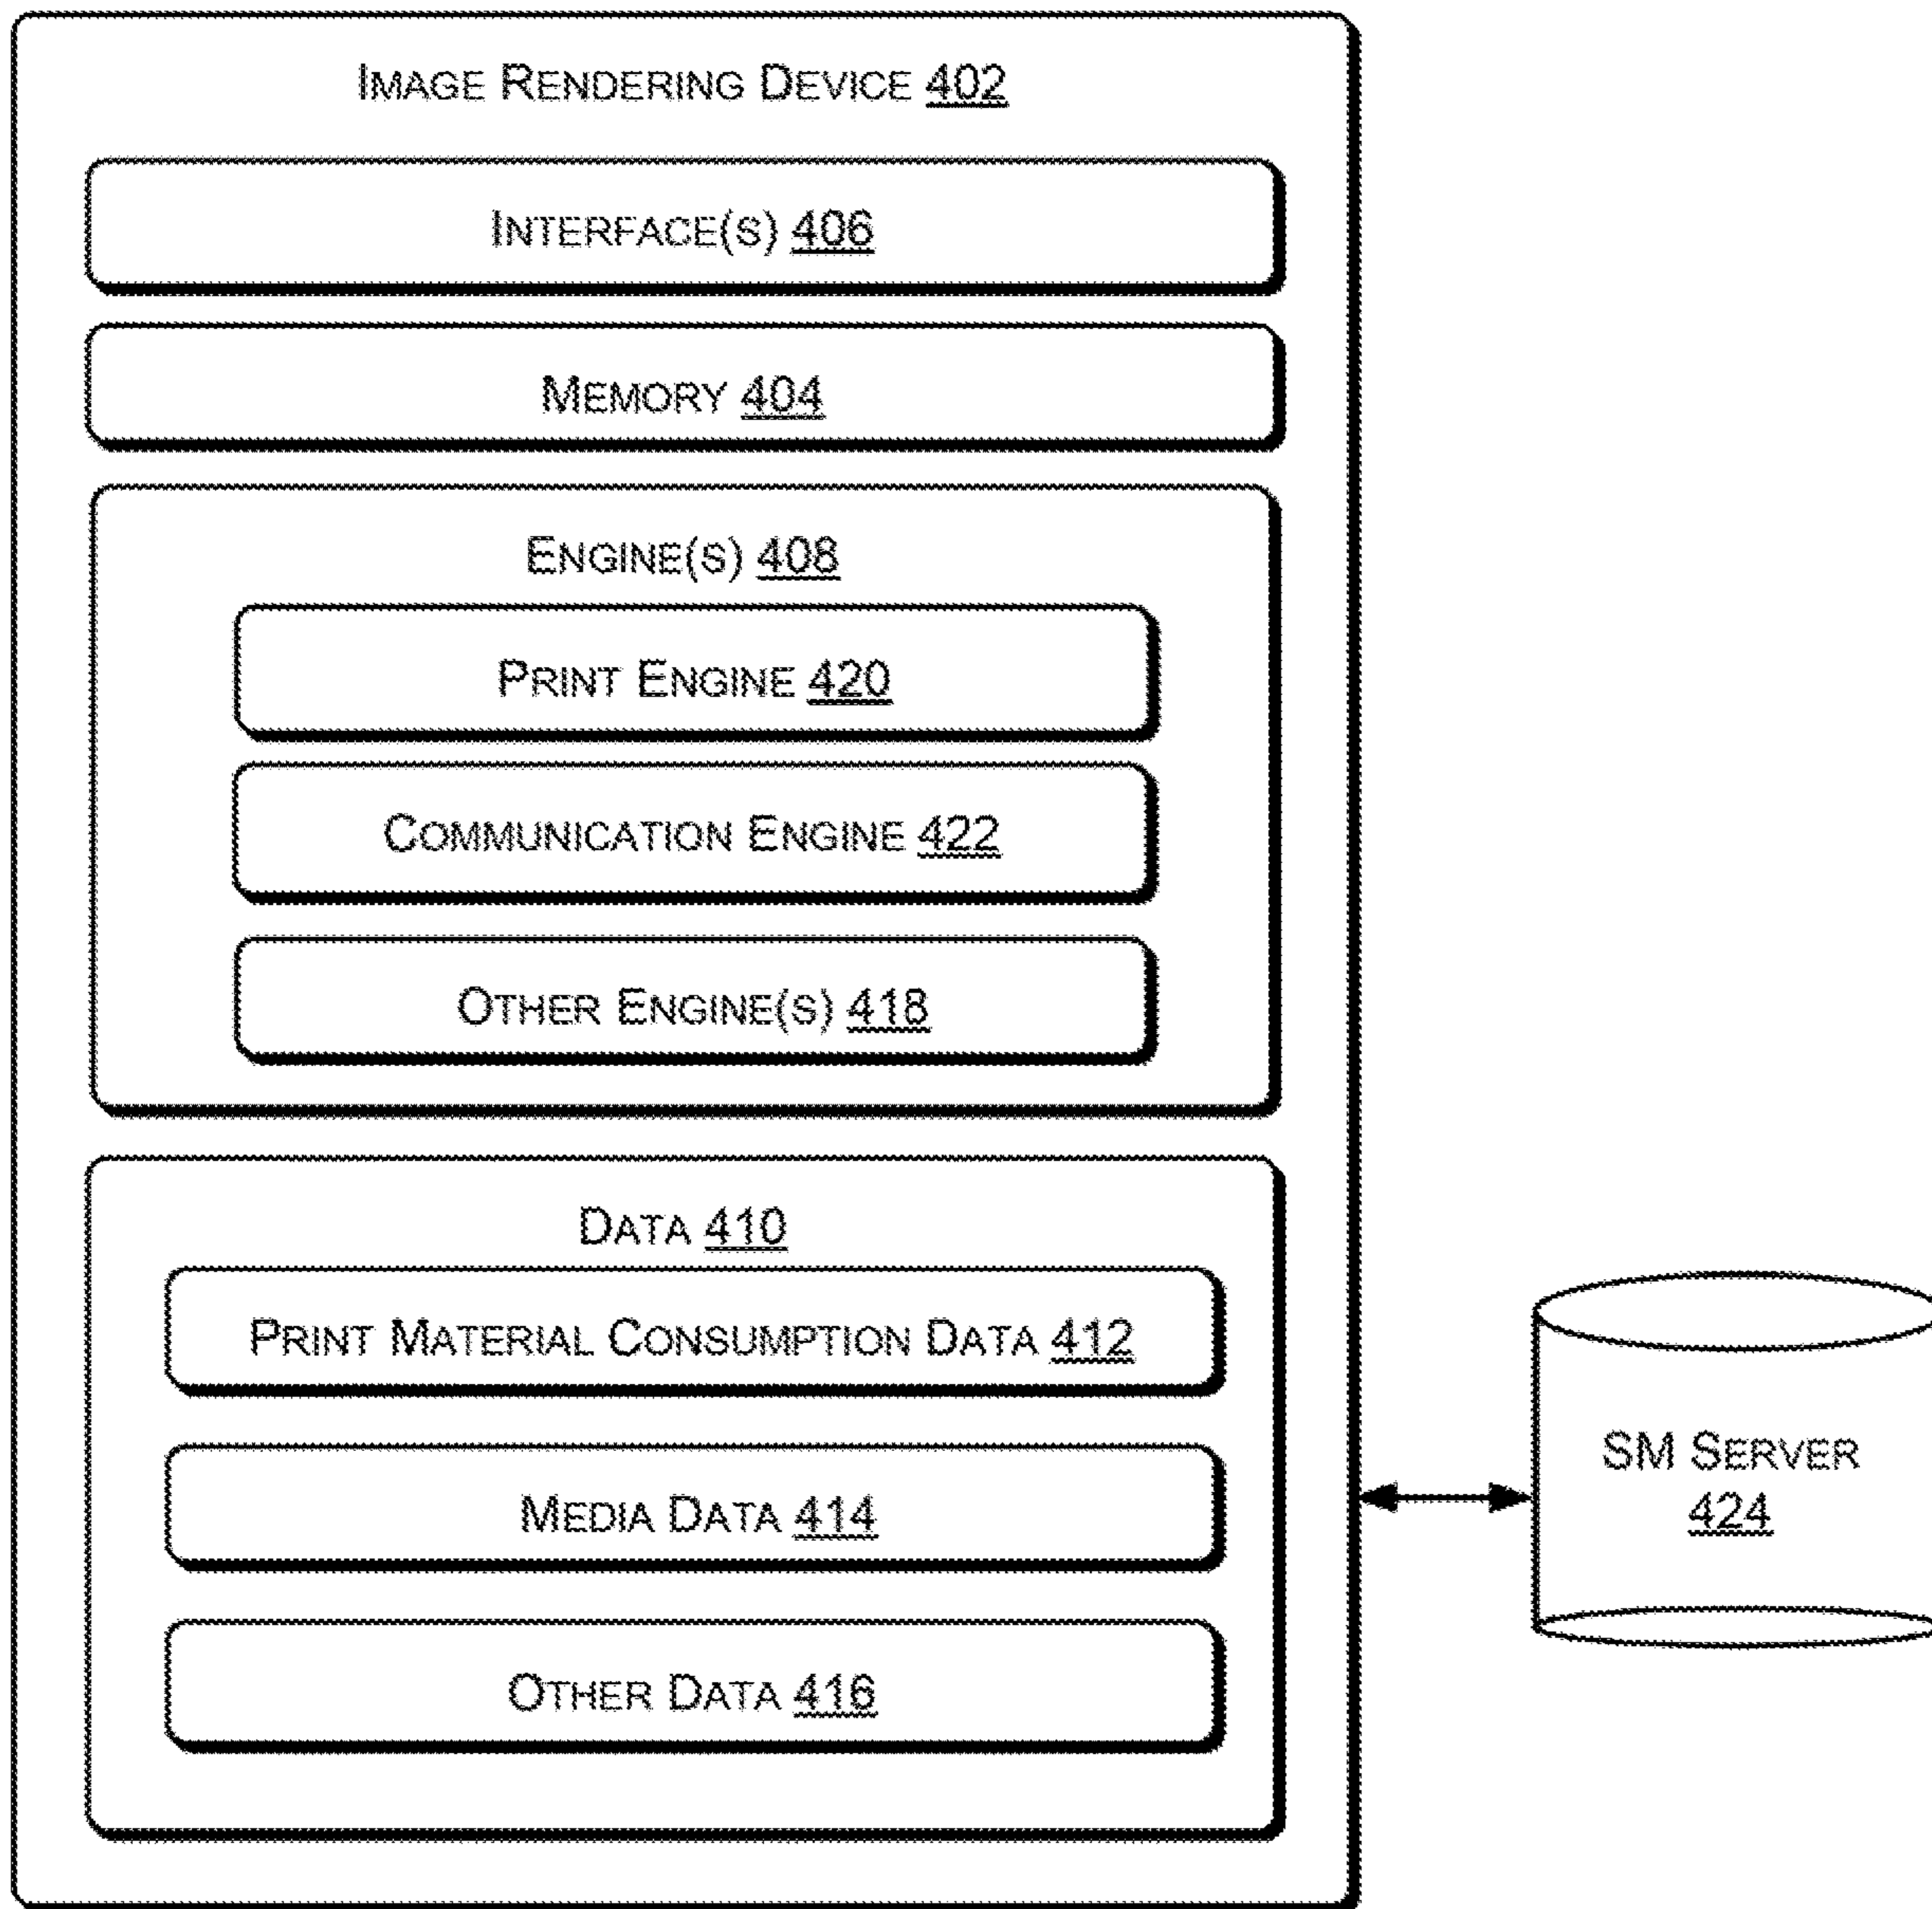 IMAGE RENDERING DEVICE 402
INTERFACE(S) 406
MEMORY 404
ENGINE(S) 408
PRINT ENGINE 420
COMMUNICATION ENGINE 422
OTHER ENGINE(S) 418
DATA 410
PRINT MATERIAL CONSUMPTION DATA 412
MEDIA DATA 414
OTHER DATA 416
SM SERVER
424